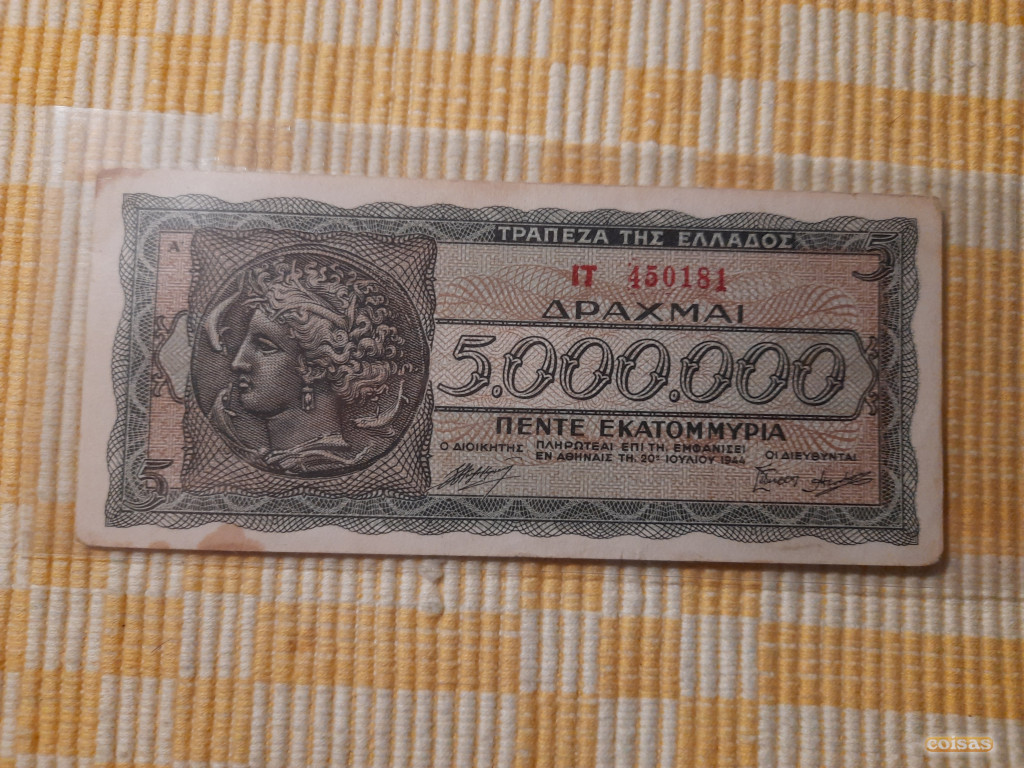 ΤΡΑΠΕΖΑ ΤΗΣ ΕΛΛΑΔΟΣ
5
Α
ΙΤ 450181
ΔΡΑΧΜΑΙ
5.000.000
ΠΕΝΤΕ ΕΚΑΤΟΜΜΥΡΙΑ
Ο ΔΙΟΙΚΗΤΗΣ ΠΛΗΡΩΤΕΑΙ ΕΠΙ ΤΗ ΕΜΦΑΝΙΣΕΙ ΟΙ ΔΙΕΥΘΥΝΤΑΙ
ΕΝ ΑΘΗΝΑΙΣ ΤΗ. 20ῃ ΙΟΥΛΙΟΥ 1944
5
coisas